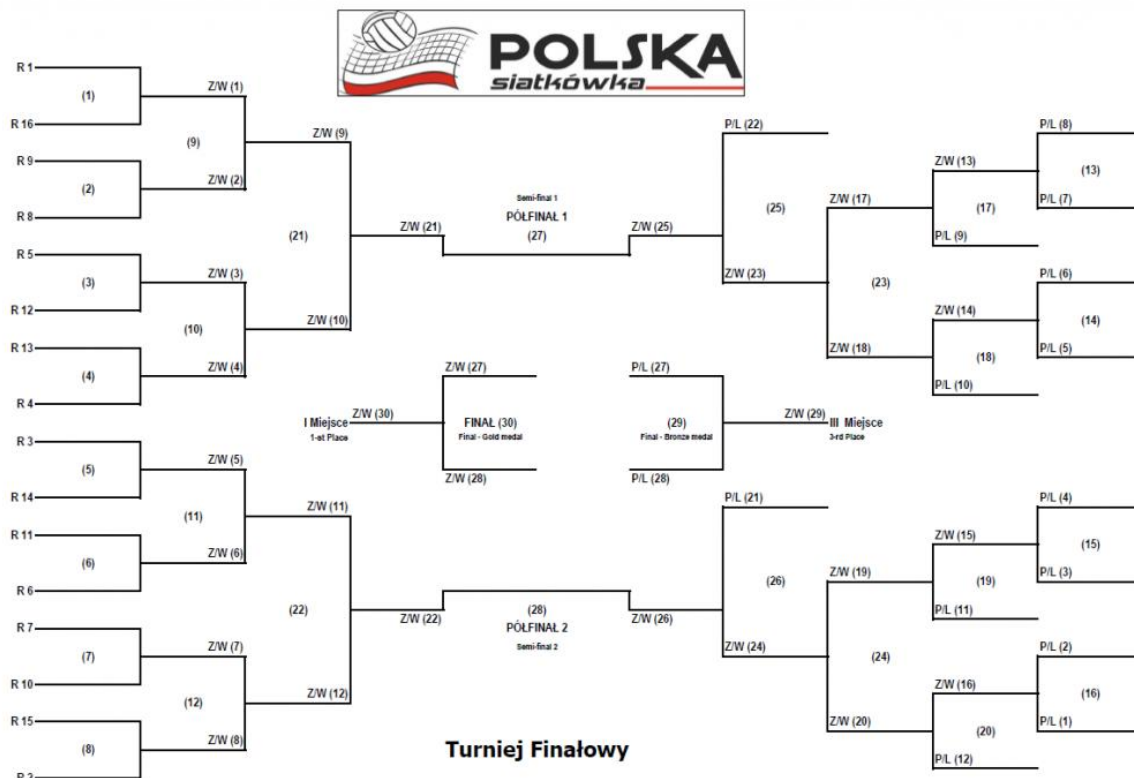 POLSKA
siatkówka
R 1
(1)
R 16
Z/W (1)
(9)
R 9
(2)
R 8
Z/W (2)
Z/W (9)
(21)
R 5
(3)
R 12
Z/W (3)
(10)
R 13
(4)
R 4
Z/W (4)
Z/W (10)
Z/W (21)
Semi-final 1
PÓŁFINAŁ 1
(27)
Z/W (25)
P/L (22)
(25)
Z/W (23)
Z/W (17)
(23)
Z/W (18)
Z/W (13)
(17)
P/L (9)
P/L (8)
(13)
P/L (7)
Z/W (14)
(18)
P/L (10)
P/L (6)
(14)
P/L (5)
I Miejsce
1-st Place
Z/W (30)
Z/W (27)
FINAŁ (30)
Final - Gold medal
Z/W (28)
P/L (27)
(29)
Final - Bronze medal
P/L (28)
Z/W (29)
III Miejsce
3-rd Place
R 3
(5)
R 14
Z/W (5)
(11)
R 11
(6)
R 6
Z/W (6)
Z/W (11)
(22)
R 7
(7)
R 10
Z/W (7)
(12)
R 15
(8)
Z/W (8)
Z/W (12)
Z/W (22)
(28)
PÓŁFINAŁ 2
Semi-final 2
Z/W (26)
P/L (21)
(26)
Z/W (24)
Z/W (19)
(24)
Z/W (20)
Z/W (15)
(19)
P/L (11)
P/L (4)
(15)
P/L (3)
Z/W (16)
(20)
P/L (12)
P/L (2)
(16)
P/L (1)
Turniej Finałowy